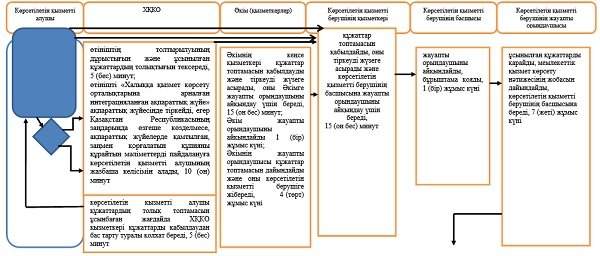 Көрсетілетін қызметті
алушы
ХҚКО
Әкім (қызметкерлер)
Көрсетілетін қызметті
берушінің қызметкері
Көрсетілетін қызметті
берушінің басшысы
Көрсетілетін қызметті
берушінің жауапты
орындаушысы
өтініштің толтырылуының
дұрыстығын және ұсынылған
құжаттардың толықтығын тексереді,
5 (бес) минут;
өтінішті «Халыққа қызмет көрсету
орталықтарына арналған
интеграцияланған ақпараттық жүйе»
ақпараттық жүйесінде тіркейді, егер
Қазақстан Республикасының
заңдарында өзгеше көзделмесе,
ақпараттық жүйелерде қамтылған,
заңмен қорғалатын құпияны
құрайтын мәліметтерді пайдалануға
көрсетілетін қызметті алушының
жазбаша келісімін алады, 10 (он)
минут
көрсетілетін қызметті алушы
құжаттардың толық топтамасын
ұсынбаған жағдайда ХҚКО
қызметкері құжаттарды қабылдаудан
бас тарту туралы қолхат береді, 5 (бес)
минут
Әкімнің кеңсе
қызметкері құжаттар
топтамасын қабылдауды
және тіркеуді жүзеге
асырады, оны Әкімге
жауапты орындаушыны
айқындау үшін береді,
15 (он бес) минут;
Әкім жауапты
орындаушыны
айқындайды 1 (бір)
жұмыс күні;
Әкімнің жауапты
орындаушысы құжаттар
топтамасын дайындайды
және оны көрсетілетін
қызметті берушіге
жібереді, 4 (төрт)
жұмыс күні
құжаттар
топтамасын
қабылдайды, оны
тіркеуді жүзеге
асырады және
көрсетілетін
қызметті берушінің
басшысына жауапты
орындаушыны
айқындау үшін
береді,
15 (он бес) минут
жауапты
орындаушыны
айқындайды,
бұрыштама қояды,
1 (бір) жұмыс күні
ұсынылған құжаттарды
қарайды, мемлекеттік
қызмет көрсету
нәтижесінің жобасын
дайындайды,
көрсетілетін қызметті
берушінің басшысына
береді, 7 (жеті) жұмыс
күні